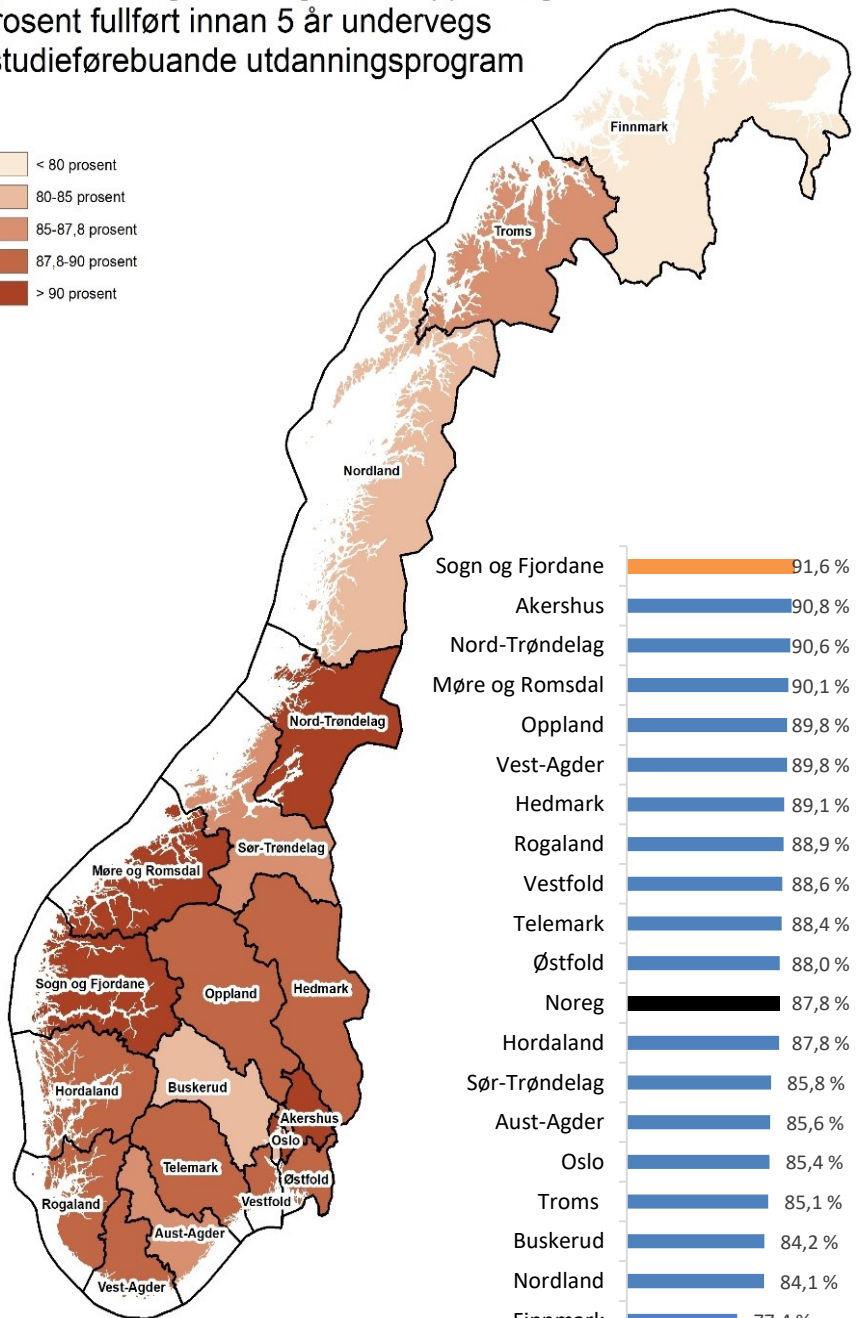 rosent fullført innan 5 år undervegs
studieførebuande utdanningsprogram
< 80 prosent
80-85 prosent
85-87,8 prosent
87,8-90 prosent
> 90 prosent
Finnmark
Troms
Nordland
Nord-Trøndelag
Sør-Trøndelag
Møre og Romsdal
Sogn og Fjordane
Oppland
Hedmark
Hordaland
Buskerud
Akershus
Oslo
Telemark
Østfold
Vestfold
Rogaland
Aust-Agder
Vest-Agder
Sogn og Fjordane 91,6 %
Akershus 90,8 %
Nord-Trøndelag 90,6 %
Møre og Romsdal 90,1 %
Oppland 89,8 %
Vest-Agder 89,8 %
Hedmark 89,1 %
Rogaland 88,9 %
Vestfold 88,6 %
Telemark 88,4 %
Østfold 88,0 %
Noreg 87,8 %
Hordaland 87,8 %
Sør-Trøndelag 85,8 %
Aust-Agder 85,6 %
Oslo 85,4 %
Troms 85,1 %
Buskerud 84,2 %
Nordland 84,1 %
Finnmark 77,4 %